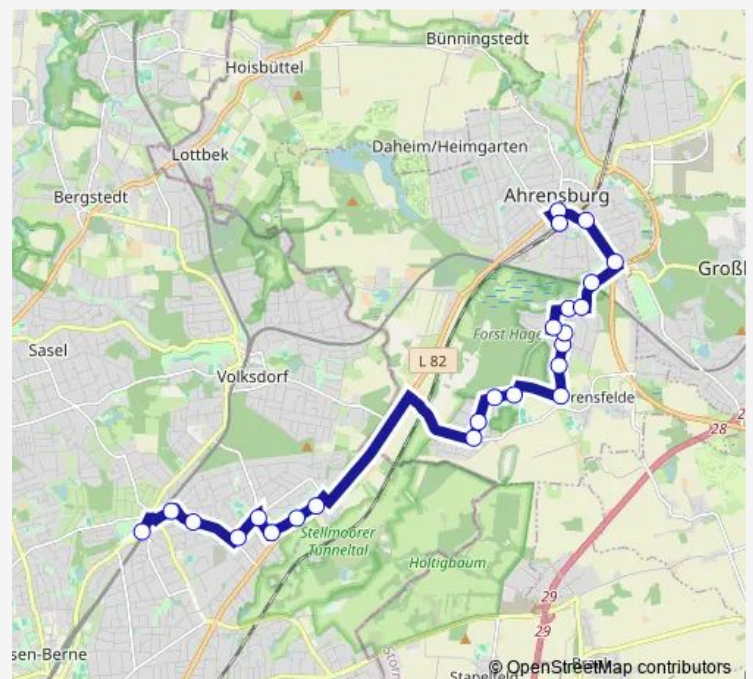 Bünningstedt
Hoisbüttel
Lottbek
Daheim/Heimgarten
Bergstedt
Ahrensburg
Forst Hage
Sasel
L 82
Volksdorf
rensfelde
28
Stellmoorer
Tunneltal
Holtigbaum
29
29
sen-Berne
Stapelfeld
© OpenStreetMap contributors